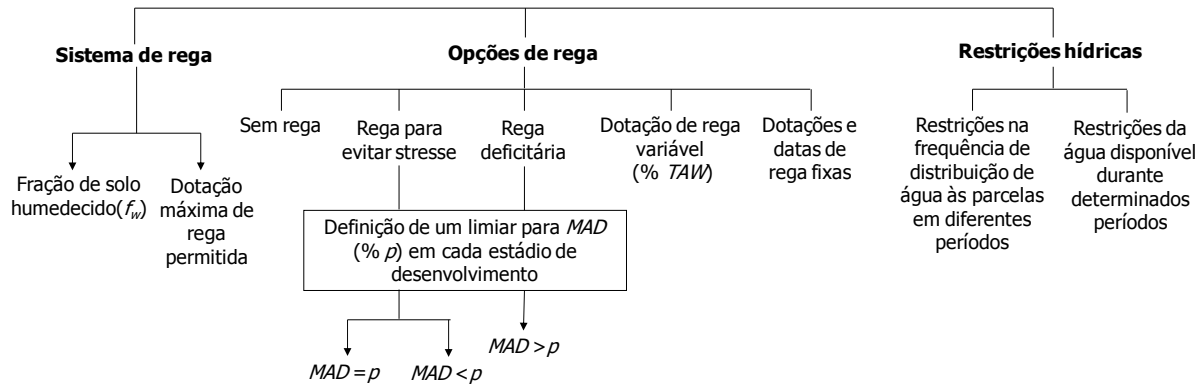 Sistema de rega
Opções de rega
Restrições hídricas
Fração de solo
humedecido(fw)
Dotação
máxima de
rega
permitida
Sem rega
Rega para
evitar stresse
Rega
deficitária
Dotação de rega
variável
(% TAW)
Dotações e
datas de
rega fixas
Definição de um limiar para MAD
(% p) em cada estádio de
desenvolvimento
MAD = p
MAD < p
MAD > p
Restrições na
frequência de
distribuição de
água às parcelas
em diferentes
períodos
Restrições da
água disponível
durante
determinados
períodos